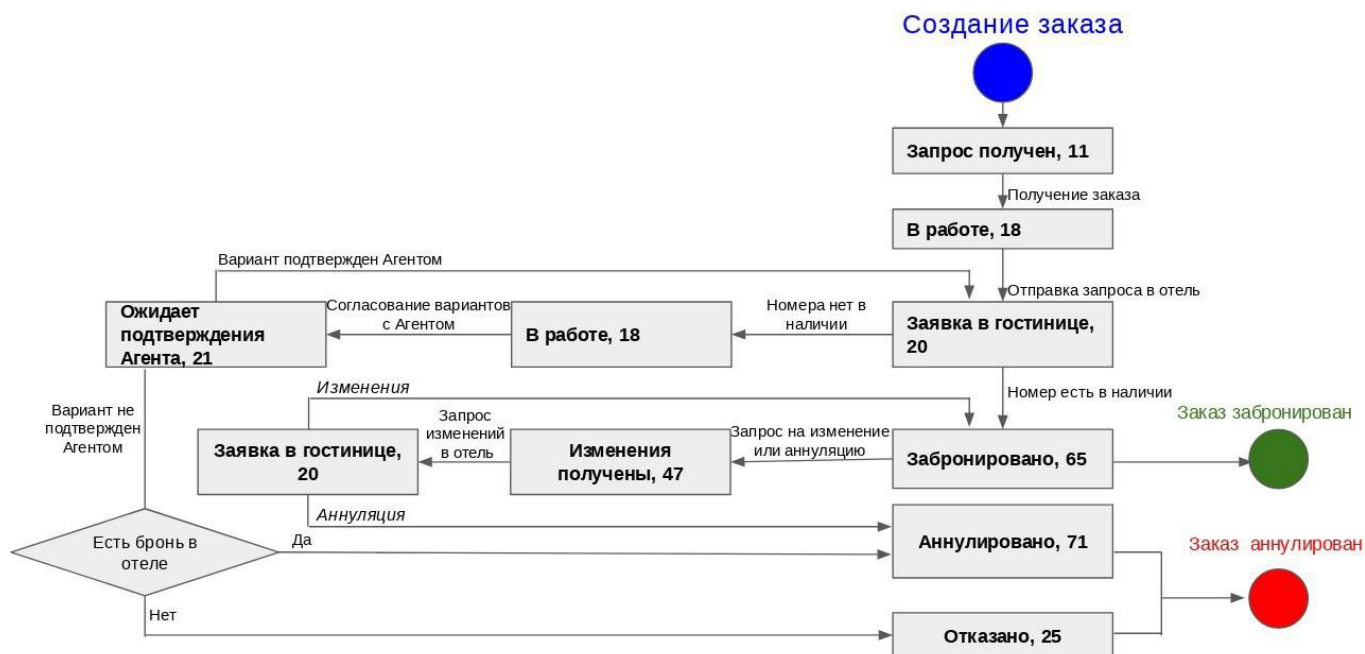 Создание заказа
Запрос получен, 11
Получение заказа
В работе, 18
Вариант подтвержден Агентом
Отправка запроса в отель
Ожидает
подтверждения
Агента, 21
Согласование вариантов
с Агентом
В работе, 18
Номера нет в
наличии
Заявка в гостинице,
20
Изменения
Номер есть в наличии
Вариант не
подтвержден
Агентом
Заявка в гостинице,
20
Запрос
изменений
в отель
Изменения
получены, 47
Запрос на изменение
или аннуляцию
Забронировано, 65
Заказ забронирован
Аннуляция
Есть бронь в
отеле
Да
Аннулировано, 71
Заказ аннулирован
Нет
Отказано, 25